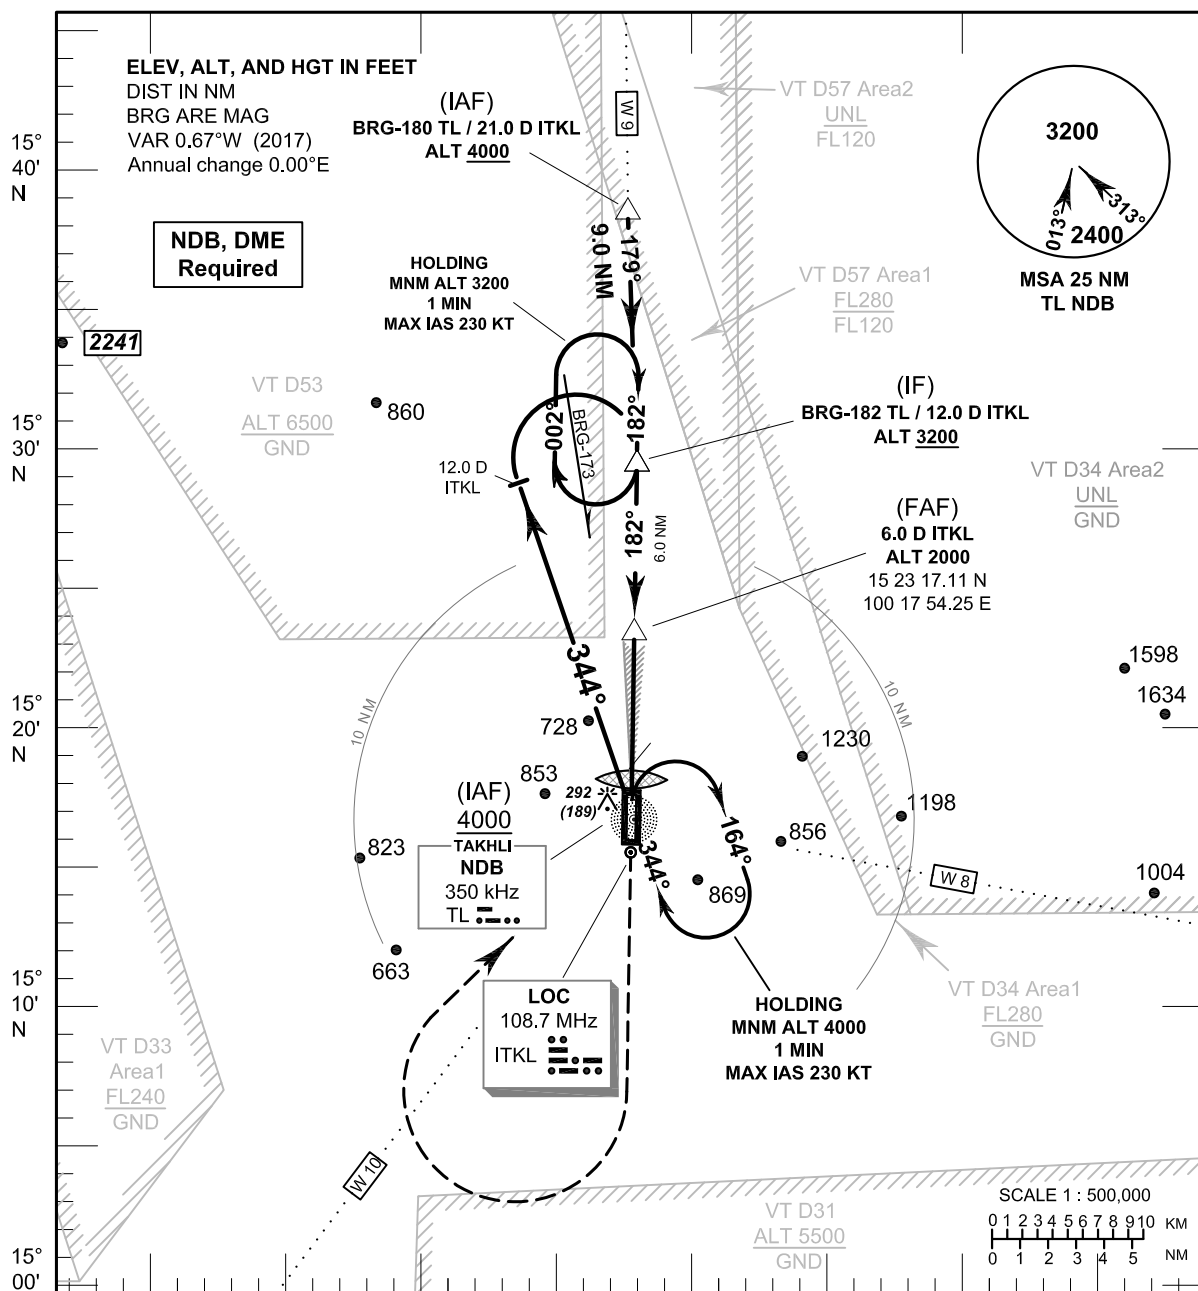 ELEV, ALT, AND HGT IN FEET
DIST IN NM
BRG ARE MAG
VAR 0.67°W (2017)
Annual change 0.00°E
NDB, DME
Required
(IAF)
BRG-180 TL / 21.0 D ITKL
ALT 4000
W 9
VT D57 Area2
UNL
FL120
3200
013°
313°
2400
MSA 25 NM
TL NDB
15°
40'
N
179°
9.0 NM
HOLDING
MNM ALT 3200
1 MIN
MAX IAS 230 KT
VT D57 Area1
FL280
FL120
2241
VT D53
ALT 6500
GND
860
002°
BRG-173
182°
(IF)
BRG-182 TL / 12.0 D ITKL
ALT 3200
15°
30'
N
12.0 D
ITKL
182°
6.0 NM
VT D34 Area2
UNL
GND
(FAF)
6.0 D ITKL
ALT 2000
15 23 17.11 N
100 17 54.25 E
344°
10 NM
10 NM
15°
20'
N
728
1598
1634
1230
853
292
(189)
1198
(IAF)
4000
TAKHLI
NDB
350 kHz
TL
823
164°
344°
856
869
W 8
1004
663
15°
10'
N
LOC
108.7 MHz
ITKL
HOLDING
MNM ALT 4000
1 MIN
MAX IAS 230 KT
VT D34 Area1
FL280
GND
VT D33
Area1
FL240
GND
W 10
VT D31
ALT 5500
GND
SCALE 1 : 500,000
0 1 2 3 4 5 6 7 8 9 10 KM
0 1 2 3 4 5 NM
15°
00'